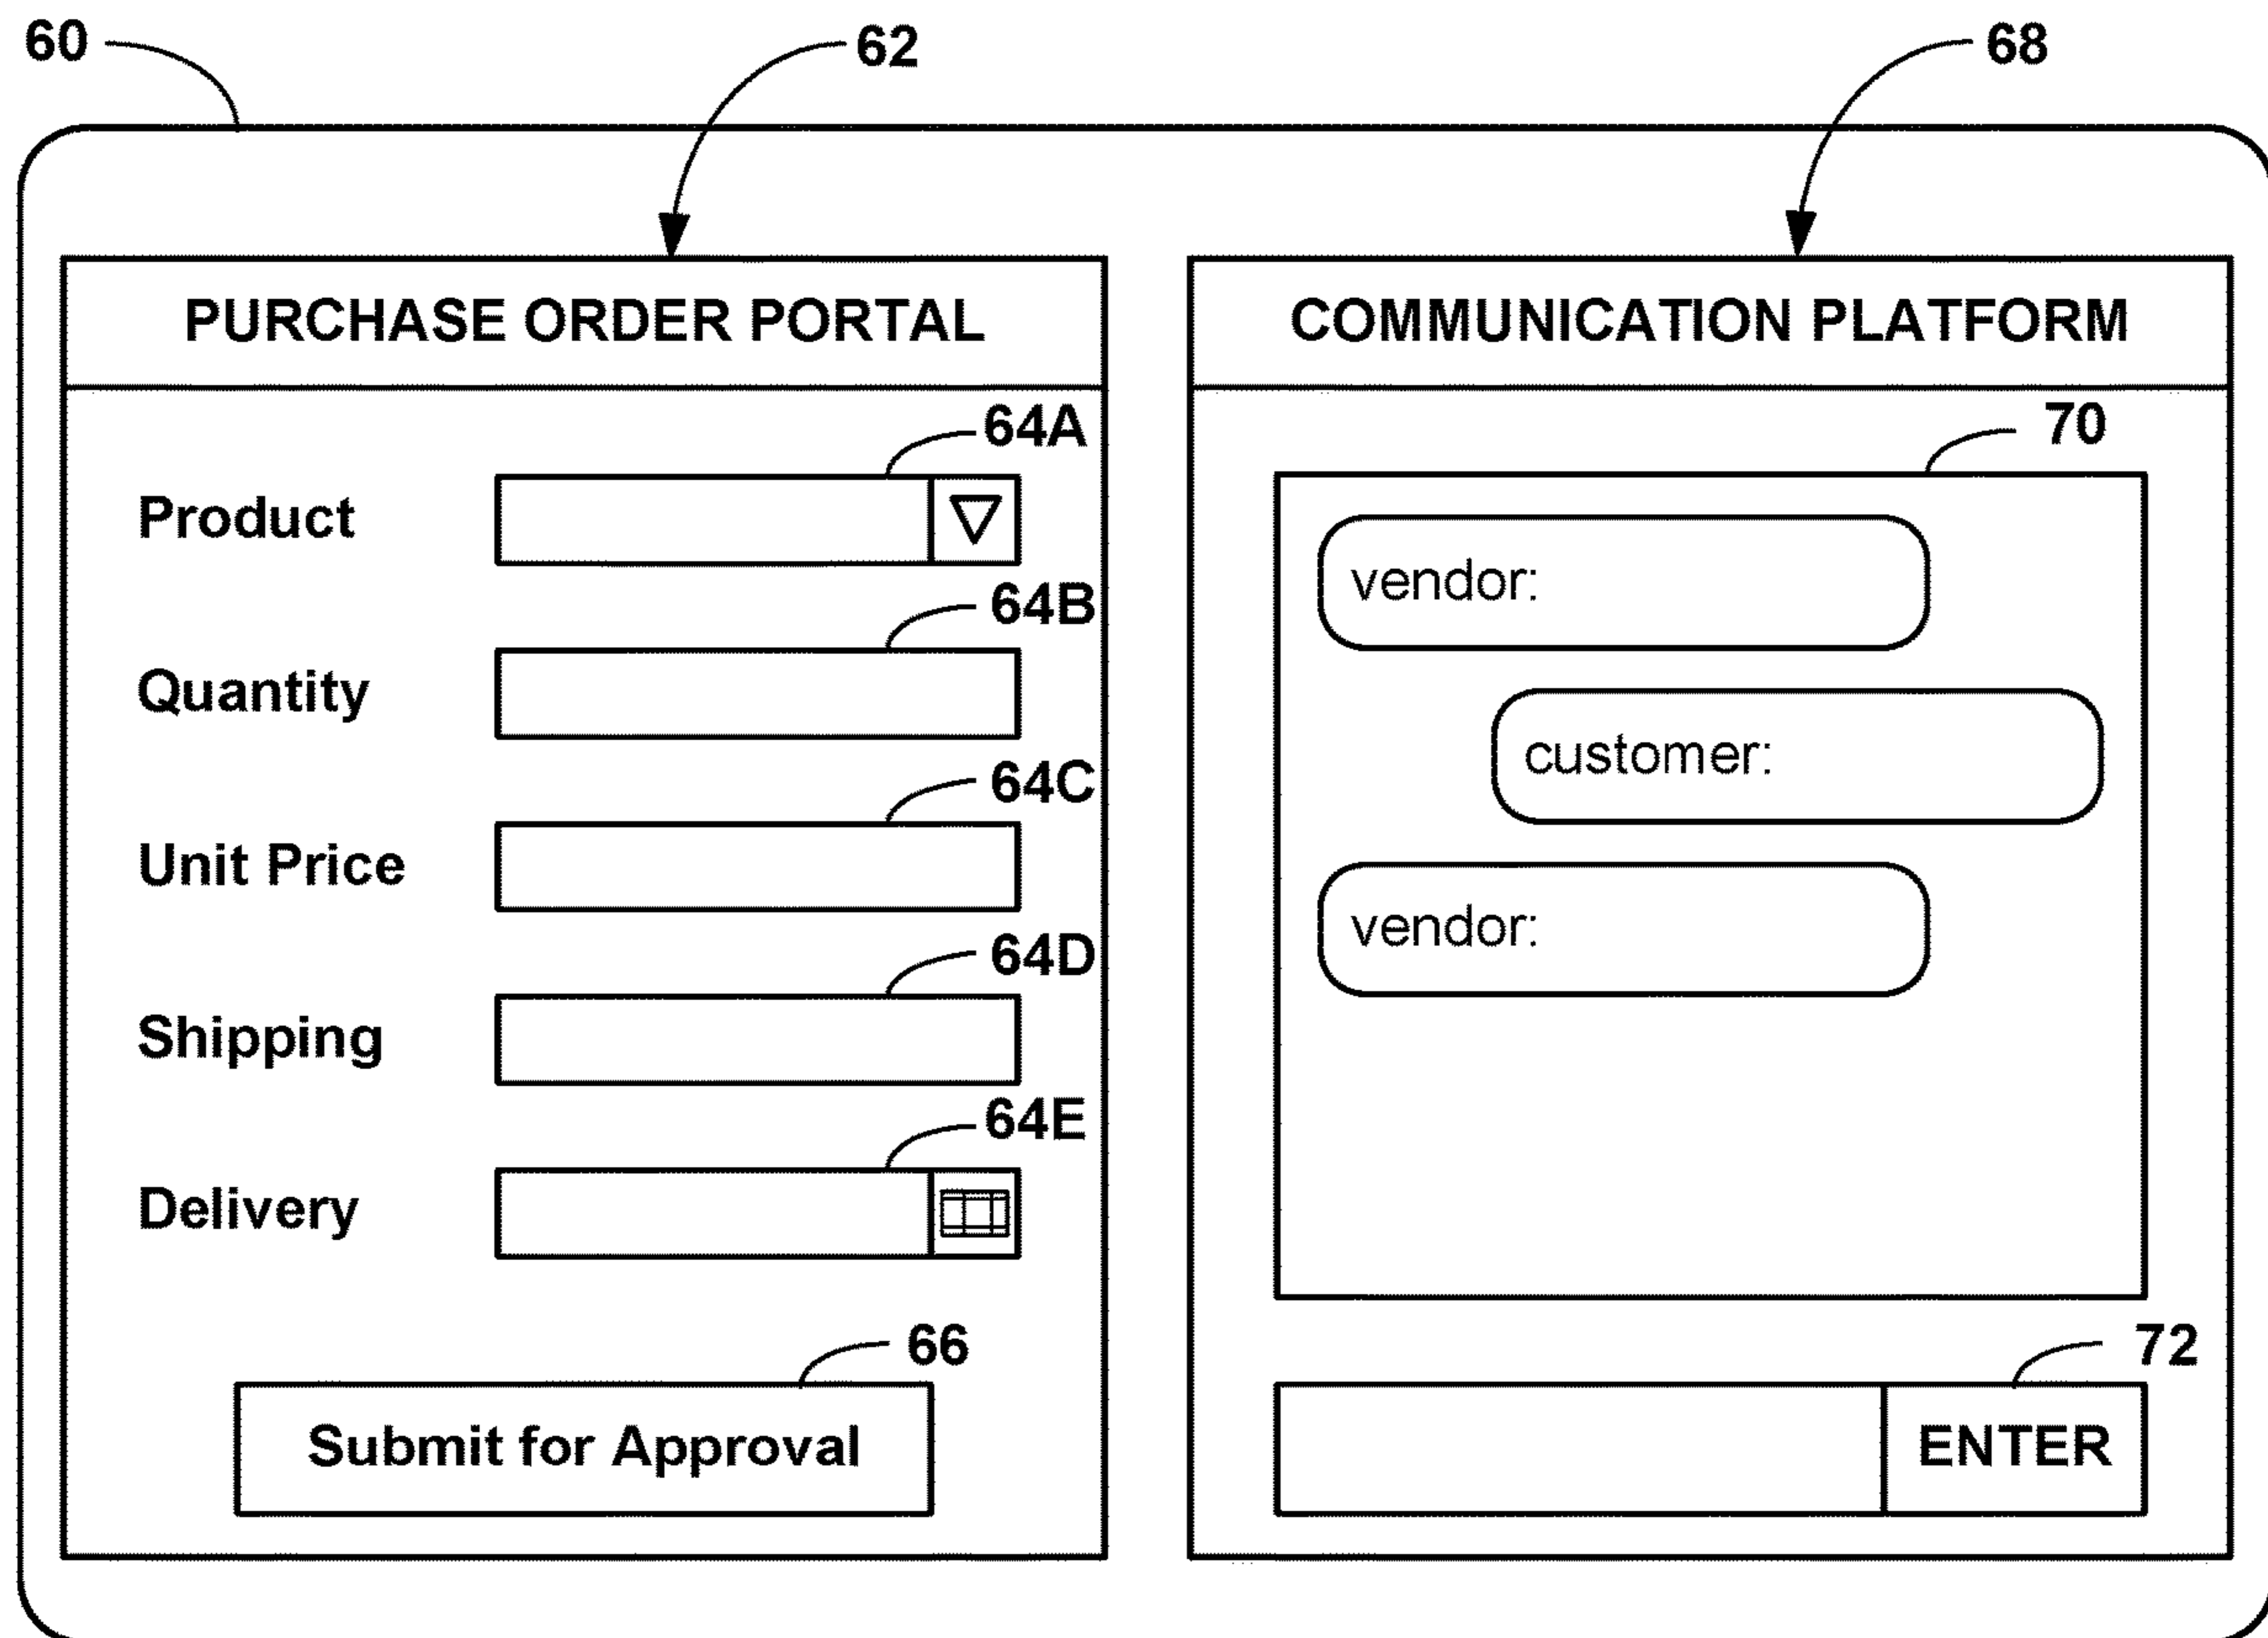 60
62
68
PURCHASE ORDER PORTAL
64A
Product
64B
Quantity
64C
Unit Price
64D
Shipping
64E
Delivery
66
Submit for Approval
COMMUNICATION PLATFORM
70
vendor:
customer:
vendor:
72
ENTER